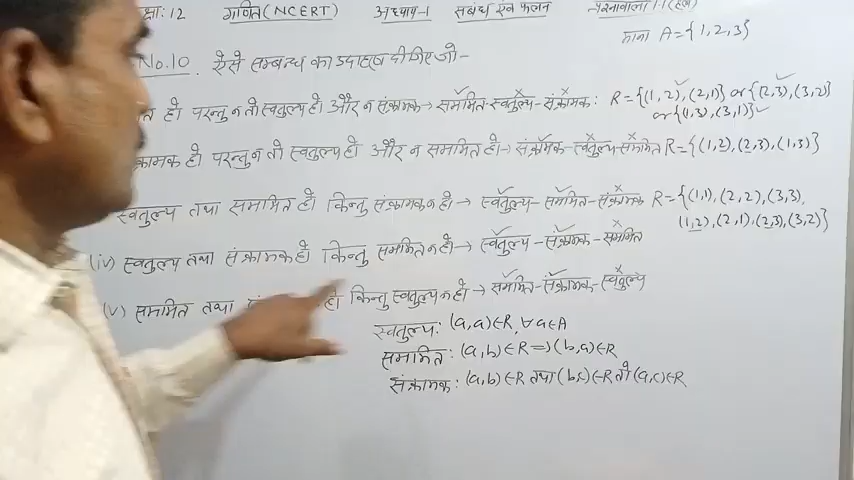 क्षा: 12 गणित (NCERT) अध्याय-1 संबंध एवं फलन प्रश्नावली 1.1 (हल)
माना A={1,2,3}
No.10. ऐसे सम्बन्ध का उदाहरण दीजिए जो-
त हो परन्तु न तो स्वतुल्य हो और न संक्रामक → सममित-स्वतुल्य-संक्रामक: R={(1,2),(2,1)} or {(2,3),(3,2)
or {(1,3),(3,1)}
क्रामक हो परन्तु न तो स्वतुल्य हो और न सममित हो → संक्रामक-स्वतुल्य-सममित R={(1,2),(2,3),(1,3)}
स्वतुल्य तथा सममित हो किन्तु संक्रामक न हो → स्वतुल्य-सममित-संक्रामक R={(1,1),(2,2),(3,3),
(1,2),(2,1),(2,3),(3,2)}
(iv) स्वतुल्य तथा संक्रामक हो किन्तु सममित न हो → स्वतुल्य-संक्रामक-सममित
(v) सममित तथा हो किन्तु स्वतुल्य न हो → सममित-संक्रामक-स्वतुल्य
स्वतुल्य: (a,a)∈R, ∀a∈A
सममित: (a,b)∈R=>(b,a)∈R
संक्रामक: (a,b)∈R तथा (b,c)∈R तो (a,c)∈R